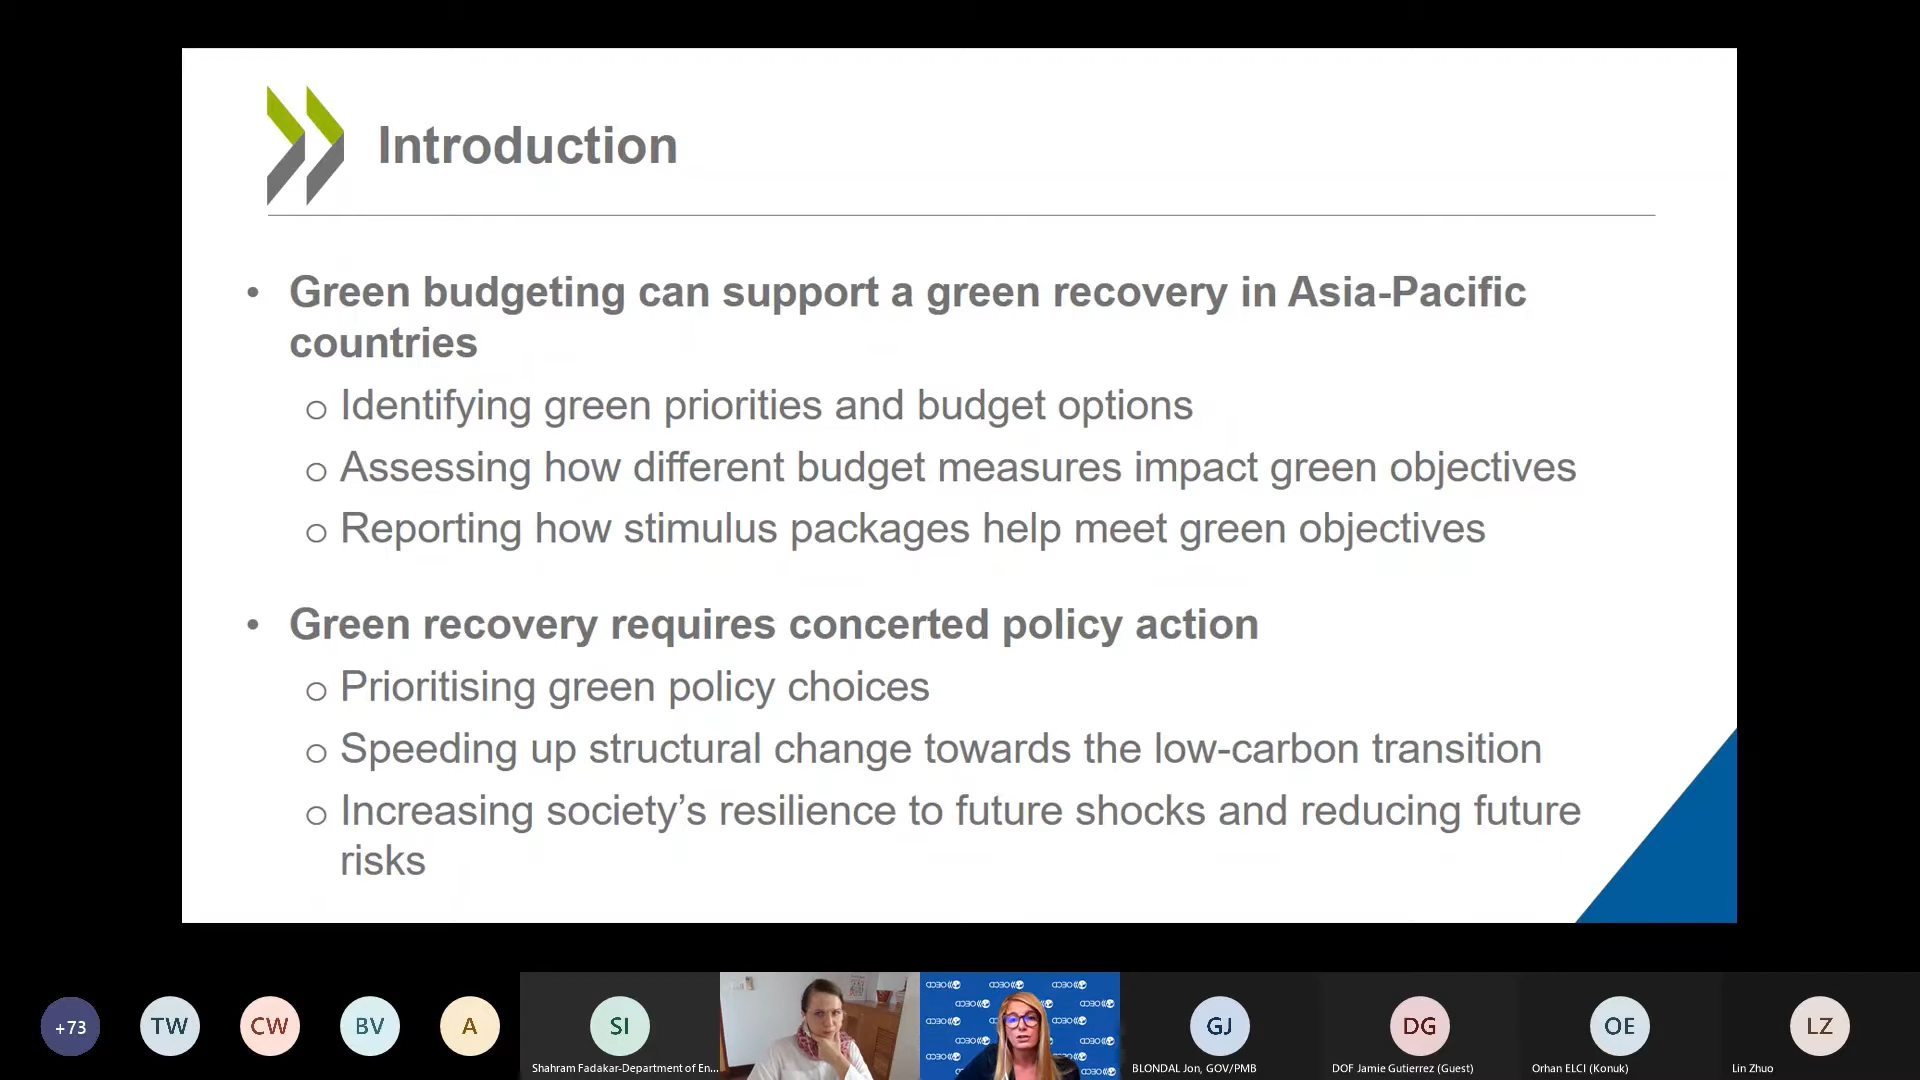 Introduction
• Green budgeting can support a green recovery in Asia-Pacific
countries
o Identifying green priorities and budget options
o Assessing how different budget measures impact green objectives
o Reporting how stimulus packages help meet green objectives
• Green recovery requires concerted policy action
o Prioritising green policy choices
o Speeding up structural change towards the low-carbon transition
o Increasing society’s resilience to future shocks and reducing future
risks
+73
TW
CW
BV
A
SI
GJ
DG
OE
LZ
Shahram Fadakar-Department of En...
BLONDAL Jon, GOV/PMB
DOF Jamie Gutierrez (Guest)
Orhan ELCI (Konuk)
Lin Zhuo